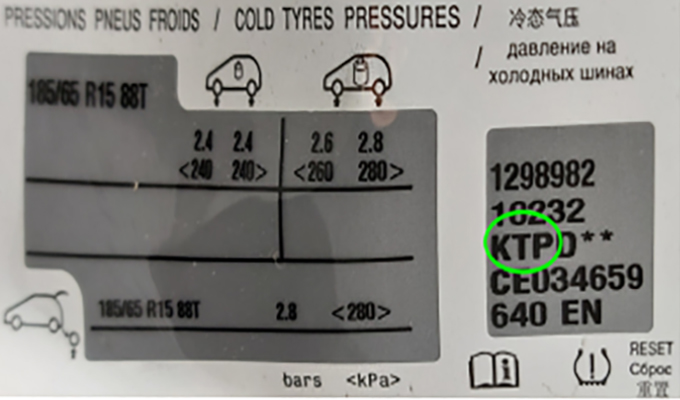 PRESSIONS PNEUS FROIDS / COLD TYRES PRESSURES / 冷态气压
/ давление на
холодных шинах
185/65 R15 88T
2.4 2.4 2.6 2.8
<240 240> <260 280>
1298982
10232
KTPD**
CE034659
640 EN
185/65 R15 88T 2.8 <280>
bars <kPa>
RESET
Сброс
重置